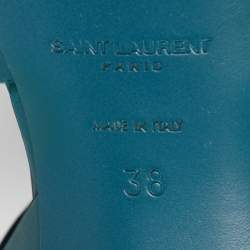 SAINT LAURENT
PARIS
MADE IN ITALY
38